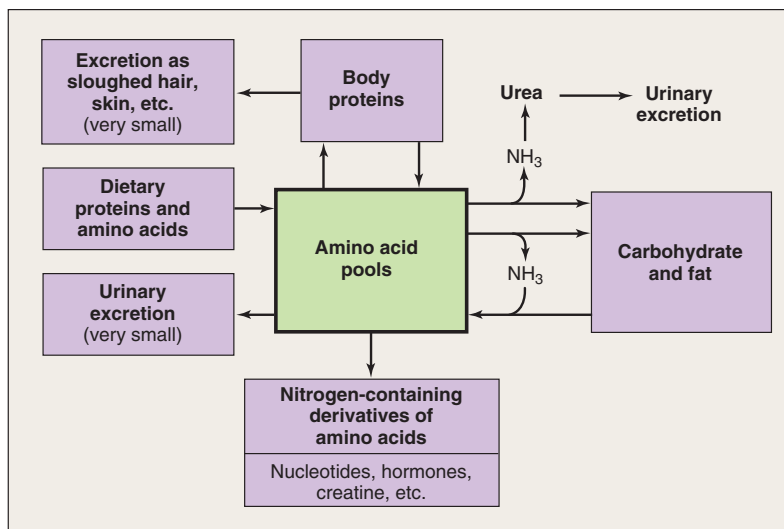 Excretion as
sloughed hair,
skin, etc.
(very small)
Body
proteins
Urea
Urinary
excretion
NH3
Dietary
proteins and
amino acids
Amino acid
pools
Carbohydrate
and fat
NH3
Urinary
excretion
(very small)
Nitrogen-containing
derivatives of
amino acids
Nucleotides, hormones,
creatine, etc.